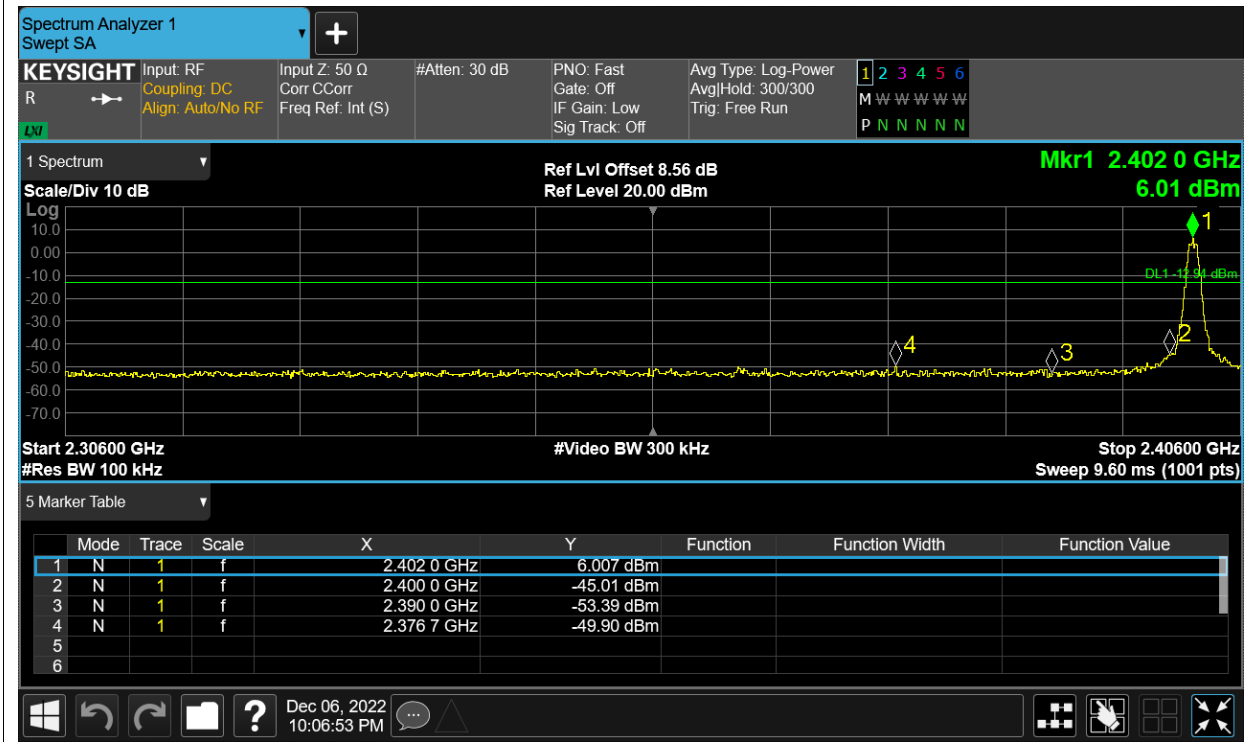 Spectrum Analyzer 1
Swept SA
+
KEYSIGHT Input: RF Input Z: 50 Ω #Atten: 30 dB PNO: Fast Avg Type: Log-Power 1 2 3 4 5 6
R Coupling: DC Corr CCorr Gate: Off Avg|Hold: 300/300 M W W W W W W
Align: Auto/No RF Freq Ref: Int (S) IF Gain: Low Trig: Free Run
LXI Sig Track: Off P N N N N N N
1 Spectrum
Ref Lvl Offset 8.56 dB Mkr1 2.402 0 GHz
Scale/Div 10 dB Ref Level 20.00 dBm 6.01 dBm
Log
1
10.0
0.00
DL1 -12.94 dBm
-10.0
-20.0
-30.0
2
-40.0
4
3
-50.0
-60.0
-70.0
Start 2.30600 GHz #Video BW 300 kHz Stop 2.40600 GHz
#Res BW 100 kHz Sweep 9.60 ms (1001 pts)
5 Marker Table
Mode Trace Scale X Y Function Function Width Function Value
1 N 1 f 2.402 0 GHz 6.007 dBm
2 N 1 f 2.400 0 GHz -45.01 dBm
3 N 1 f 2.390 0 GHz -53.39 dBm
4 N 1 f 2.376 7 GHz -49.90 dBm
5
6
? Dec 06, 2022
10:06:53 PM